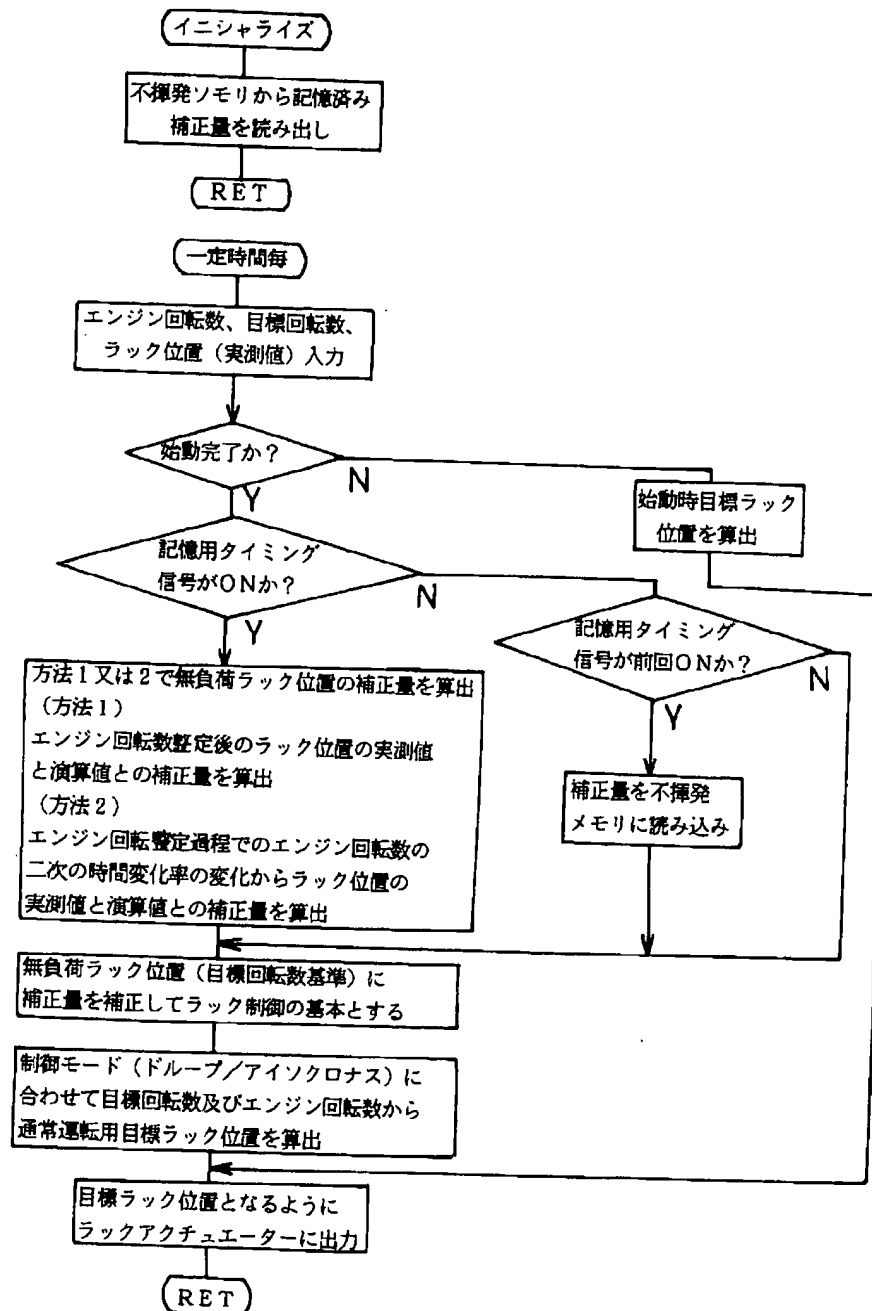 イニシャライズ
不揮発ソモリから記憶済み
補正量を読み出し
RET
一定時間毎
エンジン回転数、目標回転数、
ラック位置（実測値）入力
始動完了か？
N
Y
始動時目標ラック
位置を算出
記憶用タイミング
信号がONか？
N
Y
記憶用タイミング
信号が前回ONか？
N
Y
方法1又は2で無負荷ラック位置の補正量を算出
（方法1）
エンジン回転数整定後のラック位置の実測値
と演算値との補正量を算出
（方法2）
エンジン回転整定過程でのエンジン回転数の
二次の時間変化率の変化からラック位置の
実測値と演算値との補正量を算出
補正量を不揮発
メモリに読み込み
無負荷ラック位置（目標回転数基準）に
補正量を補正してラック制御の基本とする
制御モード（ドループ／アイソクロナス）に
合わせて目標回転数及びエンジン回転数から
通常運転用目標ラック位置を算出
目標ラック位置となるように
ラックアクチュエーターに出力
RET